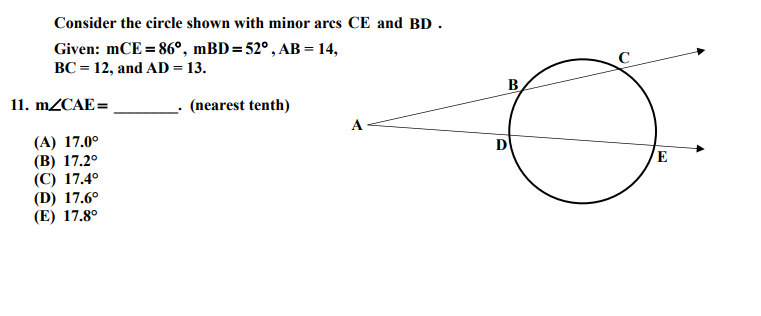 Consider the circle shown with minor arcs CE and BD .
Given: mCE = 86°, mBD = 52° , AB = 14,
BC = 12, and AD = 13.
11. m∠CAE = ________. (nearest tenth)
(A) 17.0°
(B) 17.2°
(C) 17.4°
(D) 17.6°
(E) 17.8°
C
B
A
D
E